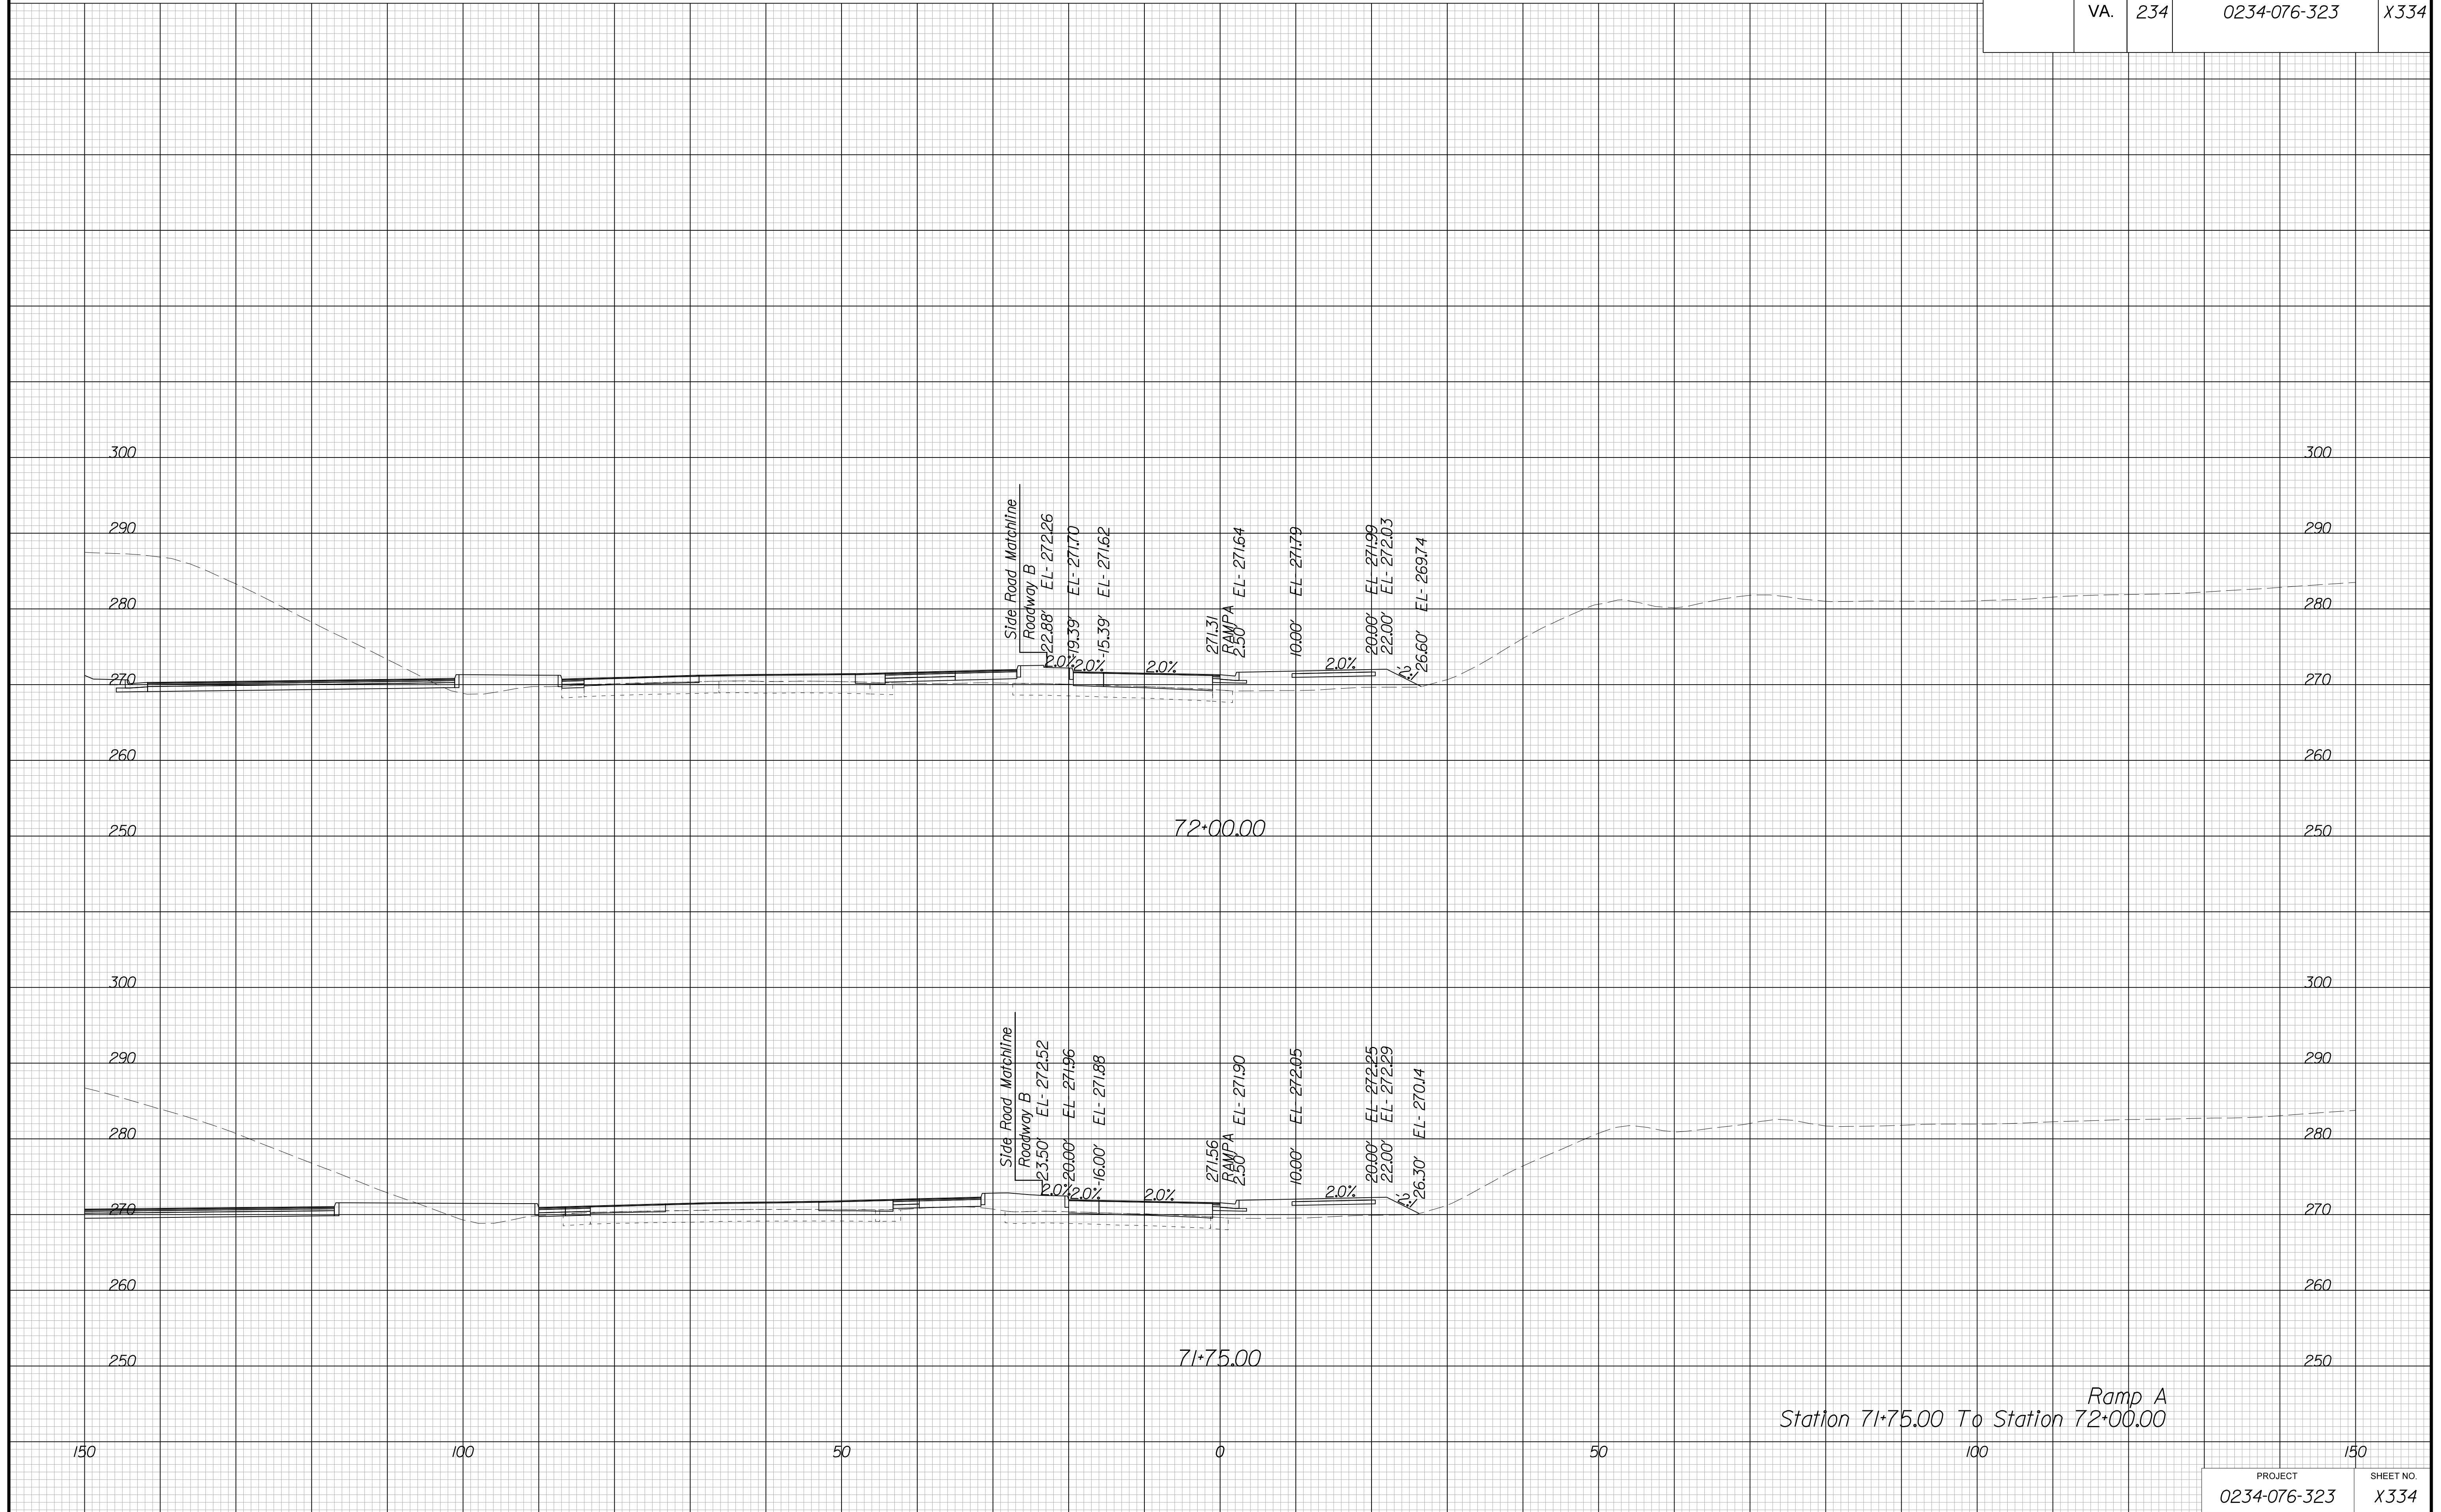 VA. 234 0234-076-323 X334
300 300
290 290
280 280
270 270
260 260
250 250
Side Road Matchline
Roadway B
22.88' EL- 272.26
-19.39' EL- 271.70
-15.39' EL- 271.62
271.31
RAMPA
2.50' EL- 271.64
10.00' EL- 271.79
20.00' EL- 271.99
22.00' EL- 272.03
26.60' EL- 269.74
2.0% 2.0% 2.0% 2.0% -2:1
72+00.00
300 300
290 290
280 280
270 270
260 260
250 250
Side Road Matchline
Roadway B
23.50' EL- 272.52
-20.00' EL- 271.96
-16.00' EL- 271.88
271.56
RAMPA
2.50' EL- 271.90
10.00' EL- 272.05
20.00' EL- 272.25
22.00' EL- 272.29
26.30' EL- 270.14
2.0% 2.0% 2.0% 2.0% -2:1
71+75.00
Ramp A
Station 71+75.00 To Station 72+00.00
150 100 50 0 50 100 150
PROJECT SHEET NO.
0234-076-323 X334